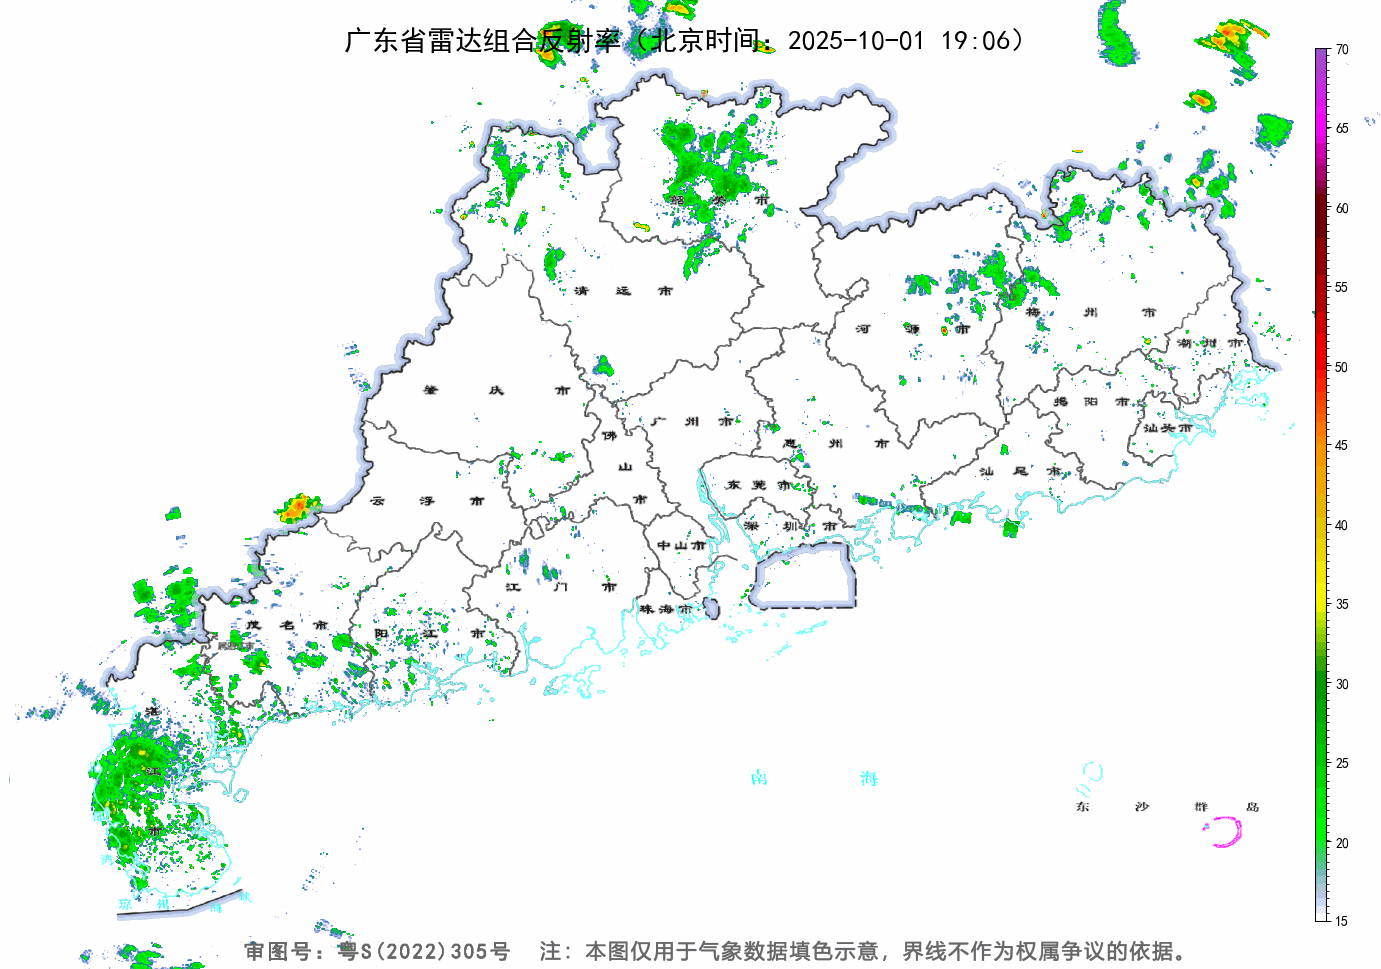 广东省雷达组合反射率（北京时间：2025-10-01 19:06）
70
65
60
55
50
45
40
35
30
25
20
15
韶关市
清远市
河源市
梅州市
潮州市
肇庆市
广州市
佛山市
惠州市
揭阳市
汕头市
汕尾市
云浮市
东莞市
深圳市
中山市
江门市
珠海市
茂名市
阳江市
湛江市
南海
东沙群岛
湾
琼州海峡
审图号：粤S(2022)305号 注：本图仅用于气象数据填色示意，界线不作为权属争议的依据。